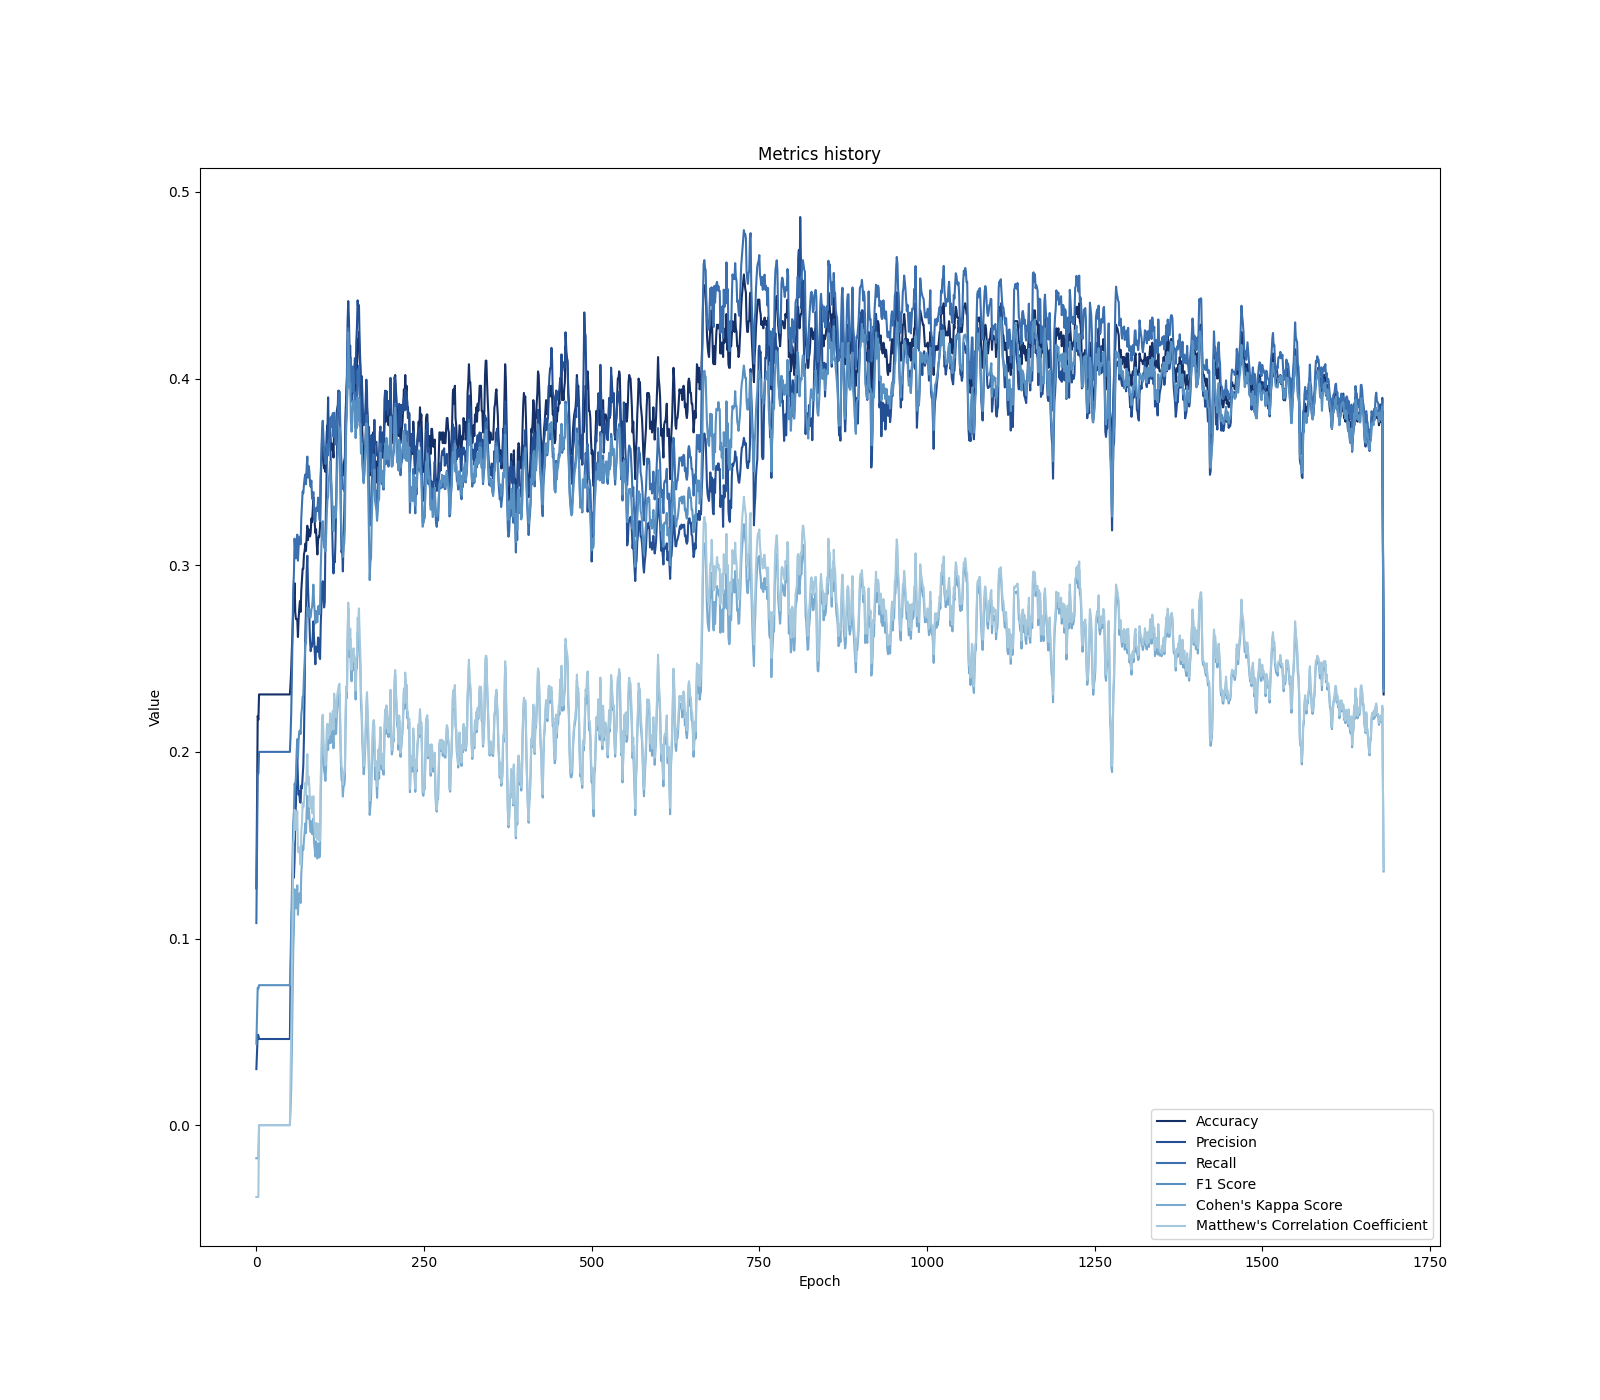 Metrics history
0.5
0.4
0.3
0.2
0.1
0.0
Value
0 250 500 750 1000 1250 1500 1750
Epoch
Accuracy
Precision
Recall
F1 Score
Cohen's Kappa Score
Matthew's Correlation Coefficient